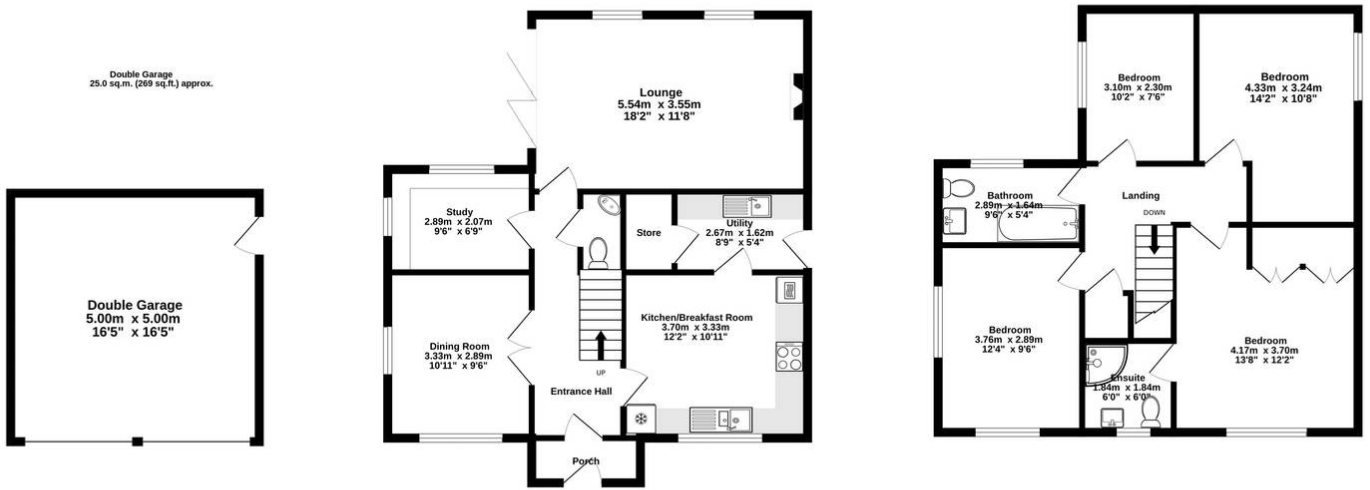 Double Garage
25.0 sq.m. (269 sq.ft.) approx.
Double Garage
5.00m x 5.00m
16'5" x 16'5"
Lounge
5.54m x 3.55m
18'2" x 11'8"
Study
2.89m x 2.07m
9'6" x 6'9"
Store
Utility
2.67m x 1.62m
8'9" x 5'4"
Dining Room
3.33m x 2.89m
10'11" x 9'6"
Kitchen/Breakfast Room
3.70m x 3.33m
12'2" x 10'11"
UP
Entrance Hall
Porch
Bedroom
3.10m x 2.30m
10'2" x 7'6"
Bedroom
4.33m x 3.24m
14'2" x 10'8"
Bathroom
2.89m x 1.64m
9'6" x 5'4"
Landing
DOWN
Bedroom
3.76m x 2.89m
12'4" x 9'6"
Bedroom
4.17m x 3.70m
13'8" x 12'2"
Ensuite
1.84m x 1.84m
6'0" x 6'0"